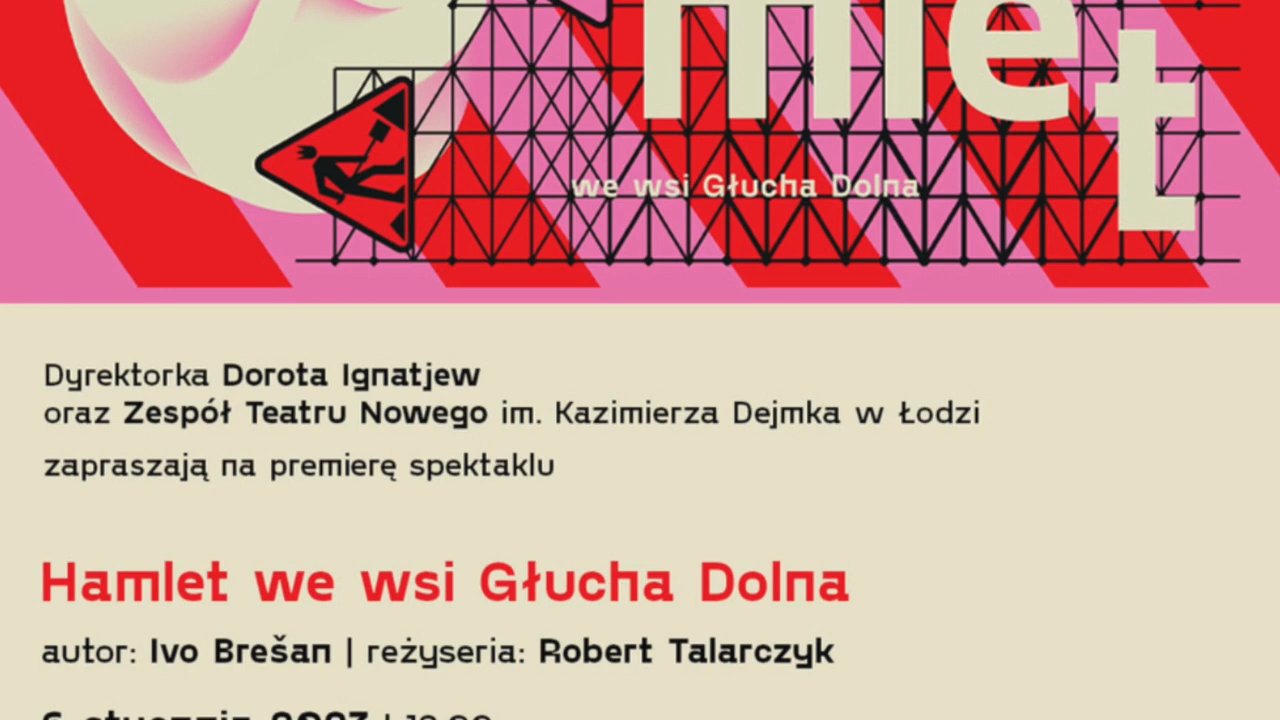 mlet
we wsi Głucha Dolna
Dyrektorka Dorota Ignatjew
oraz Zespół Teatru Nowego im. Kazimierza Dejmka w Łodzi
zapraszają na premierę spektaklu
Hamlet we wsi Głucha Dolna
autor: Ivo Brešan | reżyseria: Robert Talarczyk